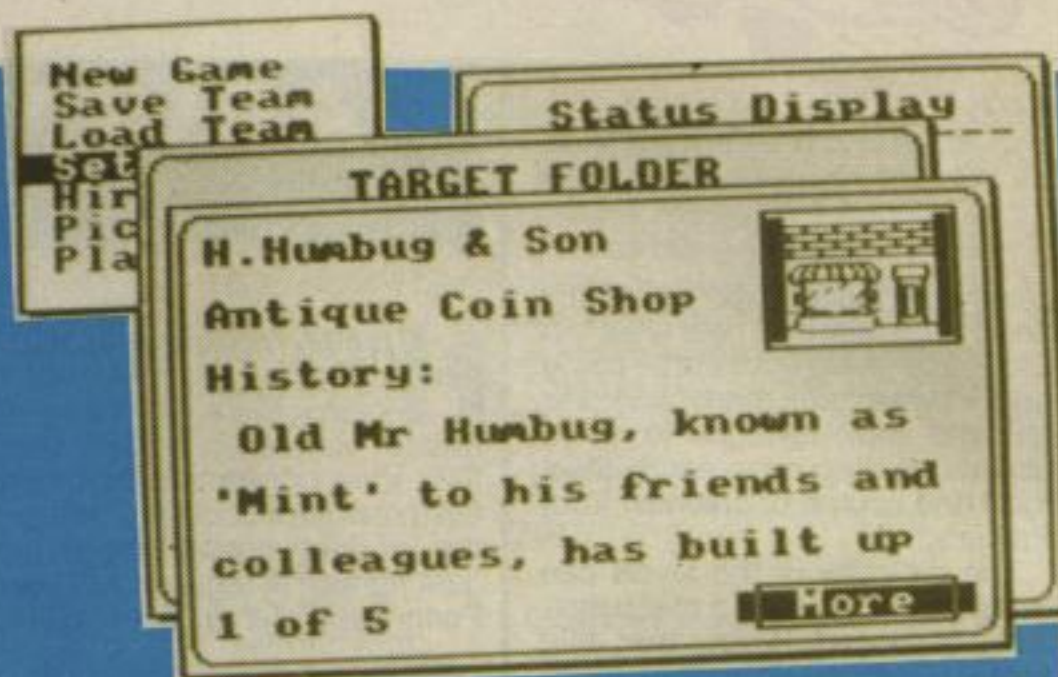 New Game
Save Team
Load Team
Status Display
TARGET FOLDER
H.Humbug & Son
Antique Coin Shop
History:
Old Mr Humbug, known as
'Mint' to his friends and
colleagues, has built up
1 of 5
More